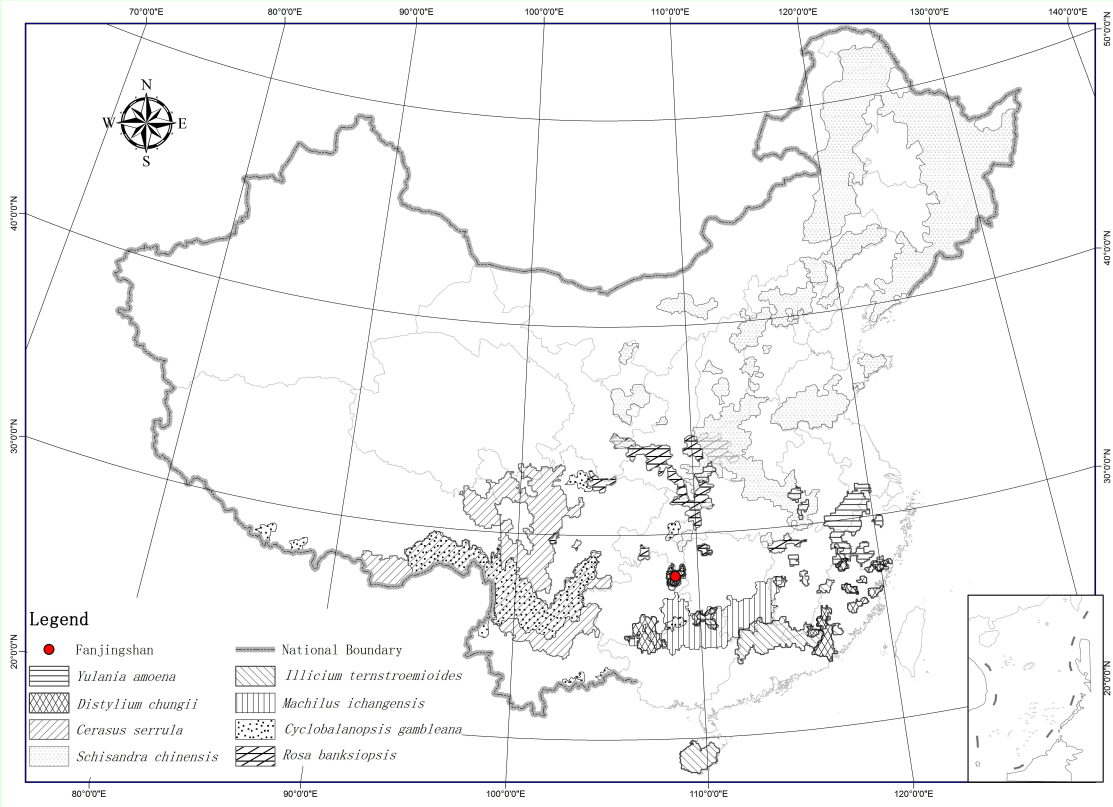 70°0'0"E 80°0'0"E 90°0'0"E 100°0'0"E 110°0'0"E 120°0'0"E 130°0'0"E 140°0'0"E
50°0'0"N
N
W E
S
40°0'0"N
40°0'0"N
30°0'0"N
30°0'0"N
20°0'0"N
20°0'0"N
Legend
Fanjingshan
National Boundary
Yulania amoena
Illicium ternstroemioides
Distylium chungii
Machilus ichangensis
Cerasus serrula
Cyclobalanopsis gambleana
Schisandra chinensis
Rosa banksiopsis
80°0'0"E 90°0'0"E 100°0'0"E 110°0'0"E 120°0'0"E